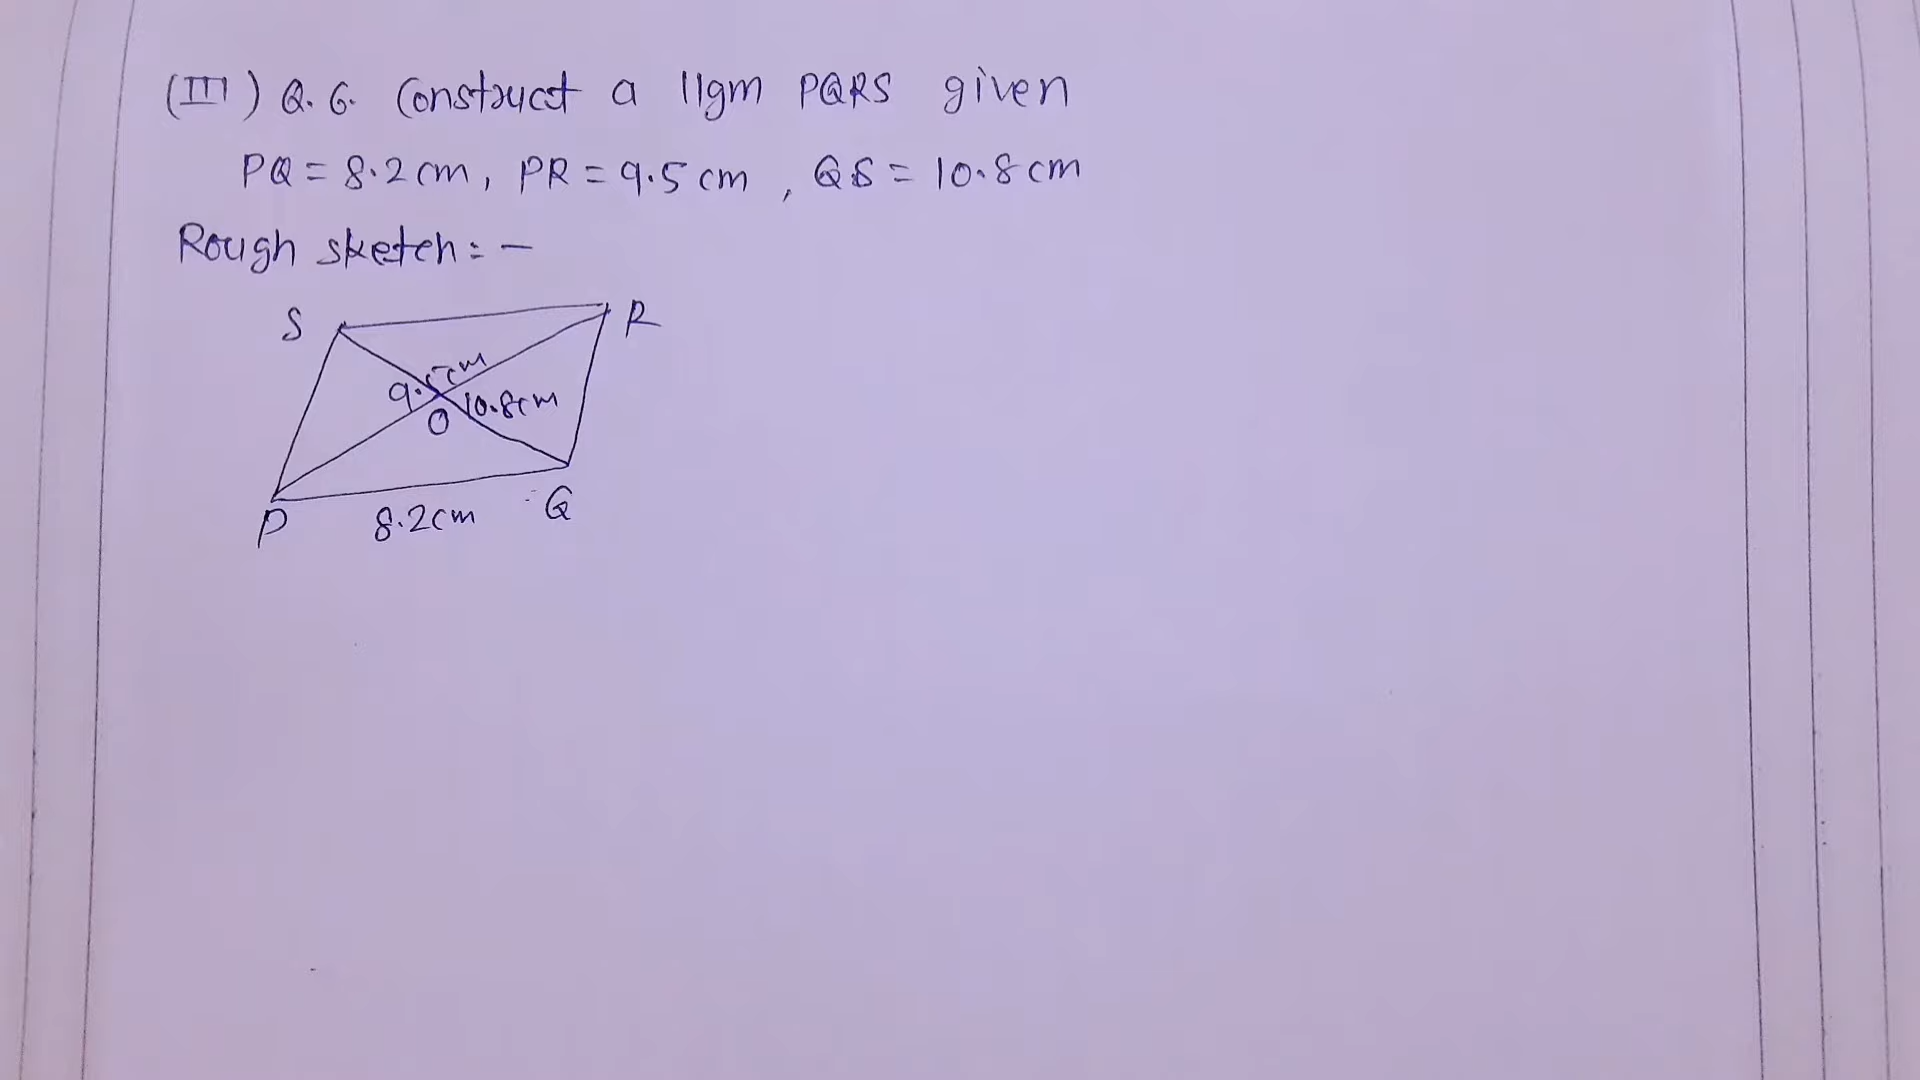 (III) Q. 6. Construct a ||gm PQRS given
PQ = 8.2 cm, PR = 9.5 cm, QS = 10.8 cm
Rough sketch: -
S
R
9.5cm
10.8cm
O
P
8.2cm
Q